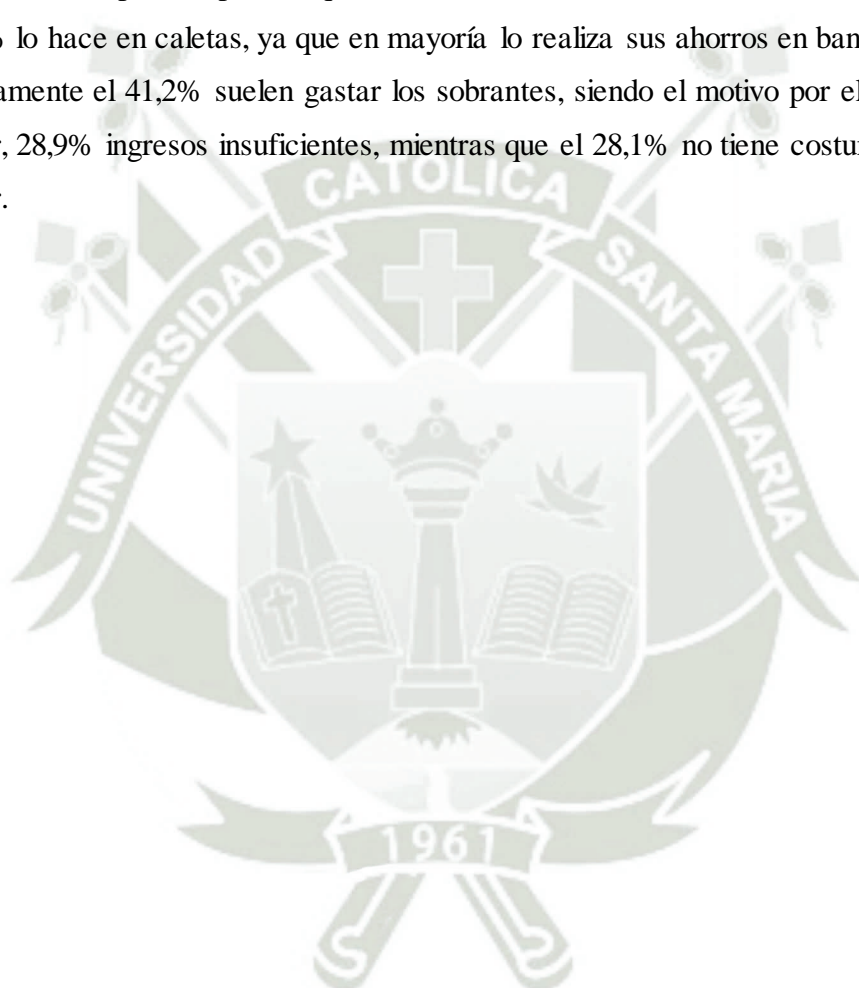 % lo hace en caletas, ya que en mayoría lo realiza sus ahorros en ban
amente el 41,2% suelen gastar los sobrantes, siendo el motivo por el
, 28,9% ingresos insuficientes, mientras que el 28,1% no tiene costu
.
UNIVERSIDAD CATOLICA SANTA MARIA
1961